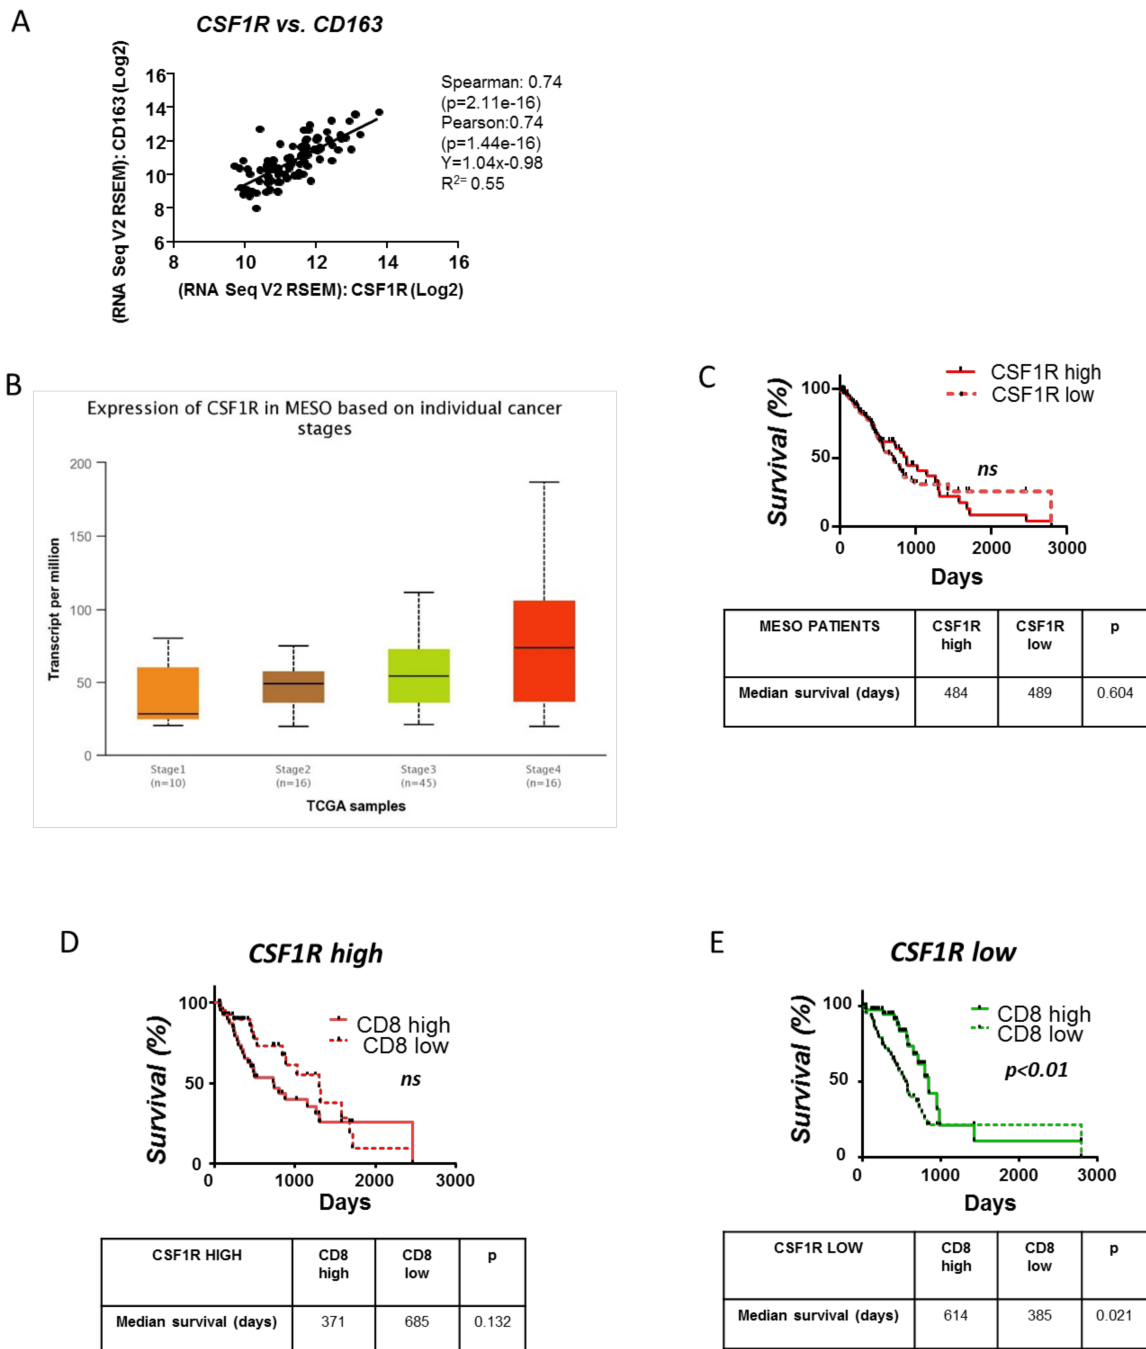 A
CSF1R vs. CD163
(RNA Seq V2 RSEM): CD163 (Log2)
16
14
12
10
8
6
8 10 12 14 16
(RNA Seq V2 RSEM): CSF1R (Log2)
Spearman: 0.74
(p=2.11e-16)
Pearson:0.74
(p=1.44e-16)
Y=1.04x-0.98
R²= 0.55
B
Expression of CSF1R in MESO based on individual cancer
stages
Transcript per million
200
150
100
50
0
Stage1 Stage2 Stage3 Stage4
(n=10) (n=16) (n=45) (n=16)
TCGA samples
C
CSF1R high
CSF1R low
Survival (%)
100
50
0
ns
0 1000 2000 3000
Days
MESO PATIENTS CSF1R high CSF1R low p
Median survival (days) 484 489 0.604
D
CSF1R high
Survival (%)
100
50
0
CD8 high
CD8 low
ns
0 1000 2000 3000
Days
CSF1R HIGH CD8 high CD8 low p
Median survival (days) 371 685 0.132
E
CSF1R low
Survival (%)
100
50
0
CD8 high
CD8 low
p<0.01
0 1000 2000 3000
Days
CSF1R LOW CD8 high CD8 low p
Median survival (days) 614 385 0.021